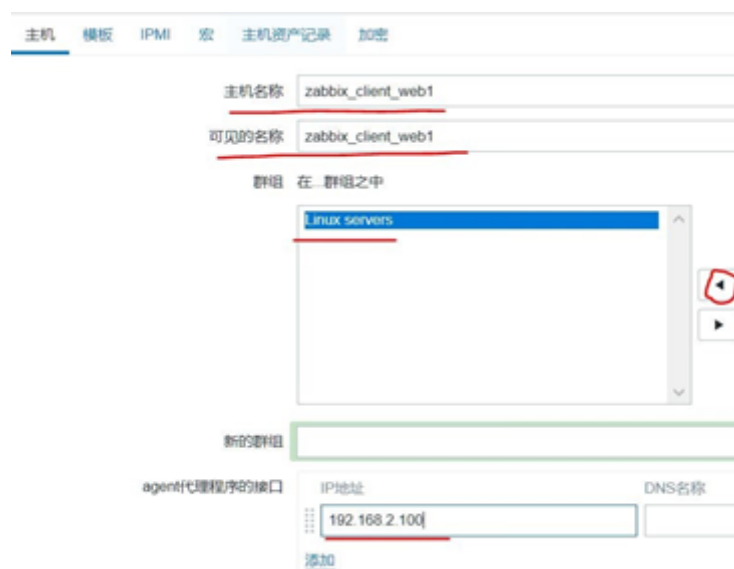 主机 模板 IPMI 宏 主机资产记录 加密
主机名称 zabbix_client_web1
可见的名称 zabbix_client_web1
群组 在...群组之中
Linux servers
新的群组
agent代理程序的接口 IP地址 DNS名称
192.168.2.100
添加